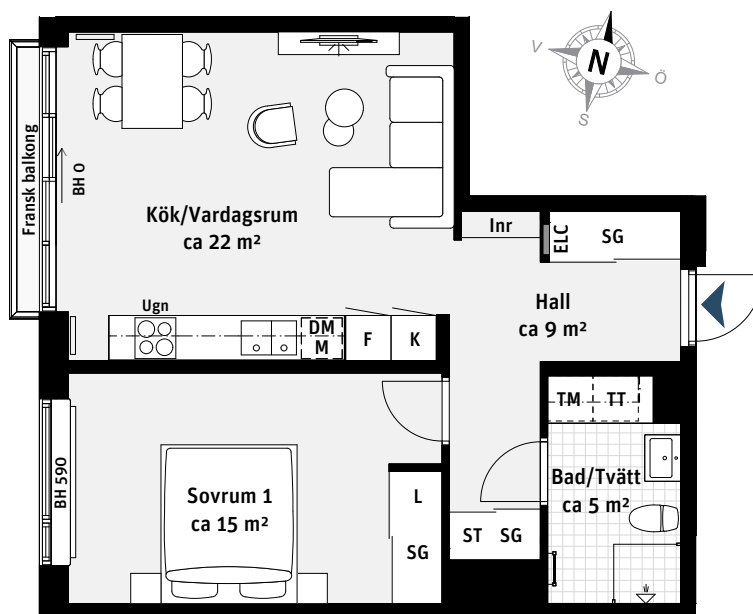 V
N
Ö
S
Fransk balkong
BH 0
Kök/Vardagsrum
ca 22 m²
Inr
ELC
SG
Hall
ca 9 m²
Ugn
DM
M
F
K
TM
TT
BH 590
Sovrum 1
ca 15 m²
L
SG
ST
SG
Bad/Tvätt
ca 5 m²